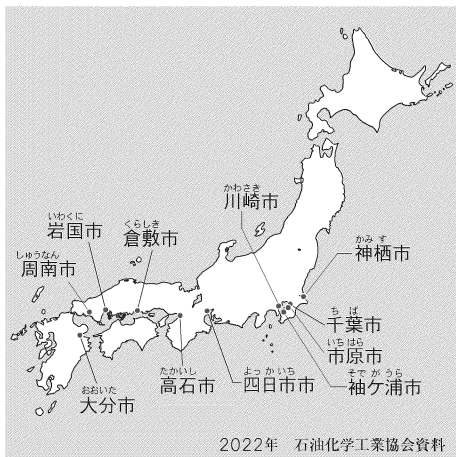 かわさき
川崎市
いわくに
岩国市
くらしき
倉敷市
しゅうなん
周南市
かみす
神栖市
ちば
千葉市
いちはら
市原市
そでがうら
袖ケ浦市
たかいし
高石市
よっかいち
四日市市
おおいた
大分市
2022年 石油化学工業協会資料